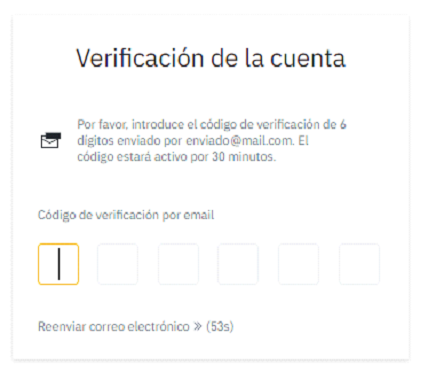 Verificación de la cuenta
Por favor, introduce el código de verificación de 6
dígitos enviado por enviado@mail.com. El
código estará activo por 30 minutos.
Código de verificación por email
Reenviar correo electrónico » (53s)